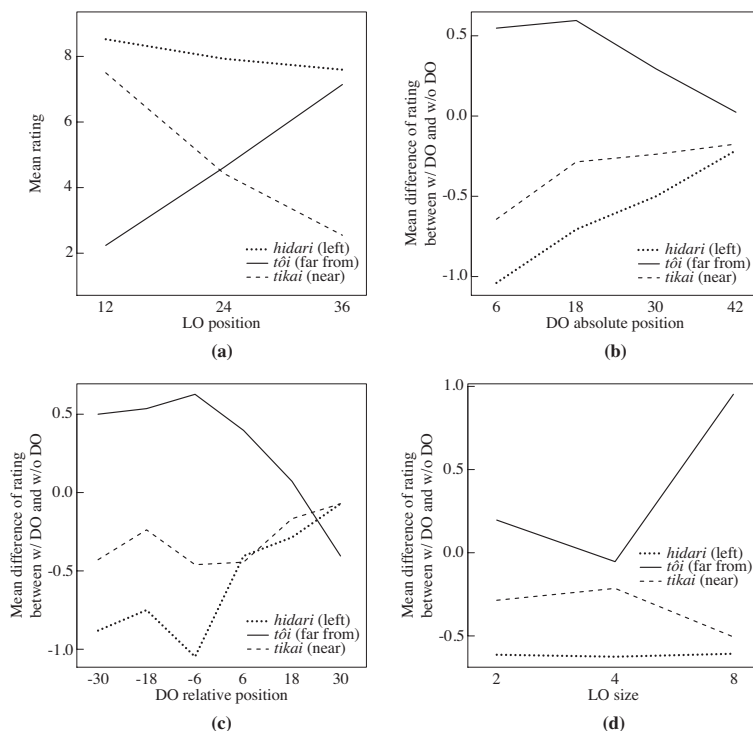 Mean rating
8
6
4
2
hidari (left)
tôi (far from)
tikai (near)
12 24 36
LO position
(a)
Mean difference of rating
between w/ DO and w/o DO
0.5
0.0
-0.5
-1.0
hidari (left)
tôi (far from)
tikai (near)
6 18 30 42
DO absolute position
(b)
Mean difference of rating
between w/ DO and w/o DO
0.5
0.0
-0.5
-1.0
hidari (left)
tôi (far from)
tikai (near)
-30 -18 -6 6 18 30
DO relative position
(c)
Mean difference of rating
between w/ DO and w/o DO
1.0
0.5
0.0
-0.5
hidari (left)
tôi (far from)
tikai (near)
2 4 8
LO size
(d)